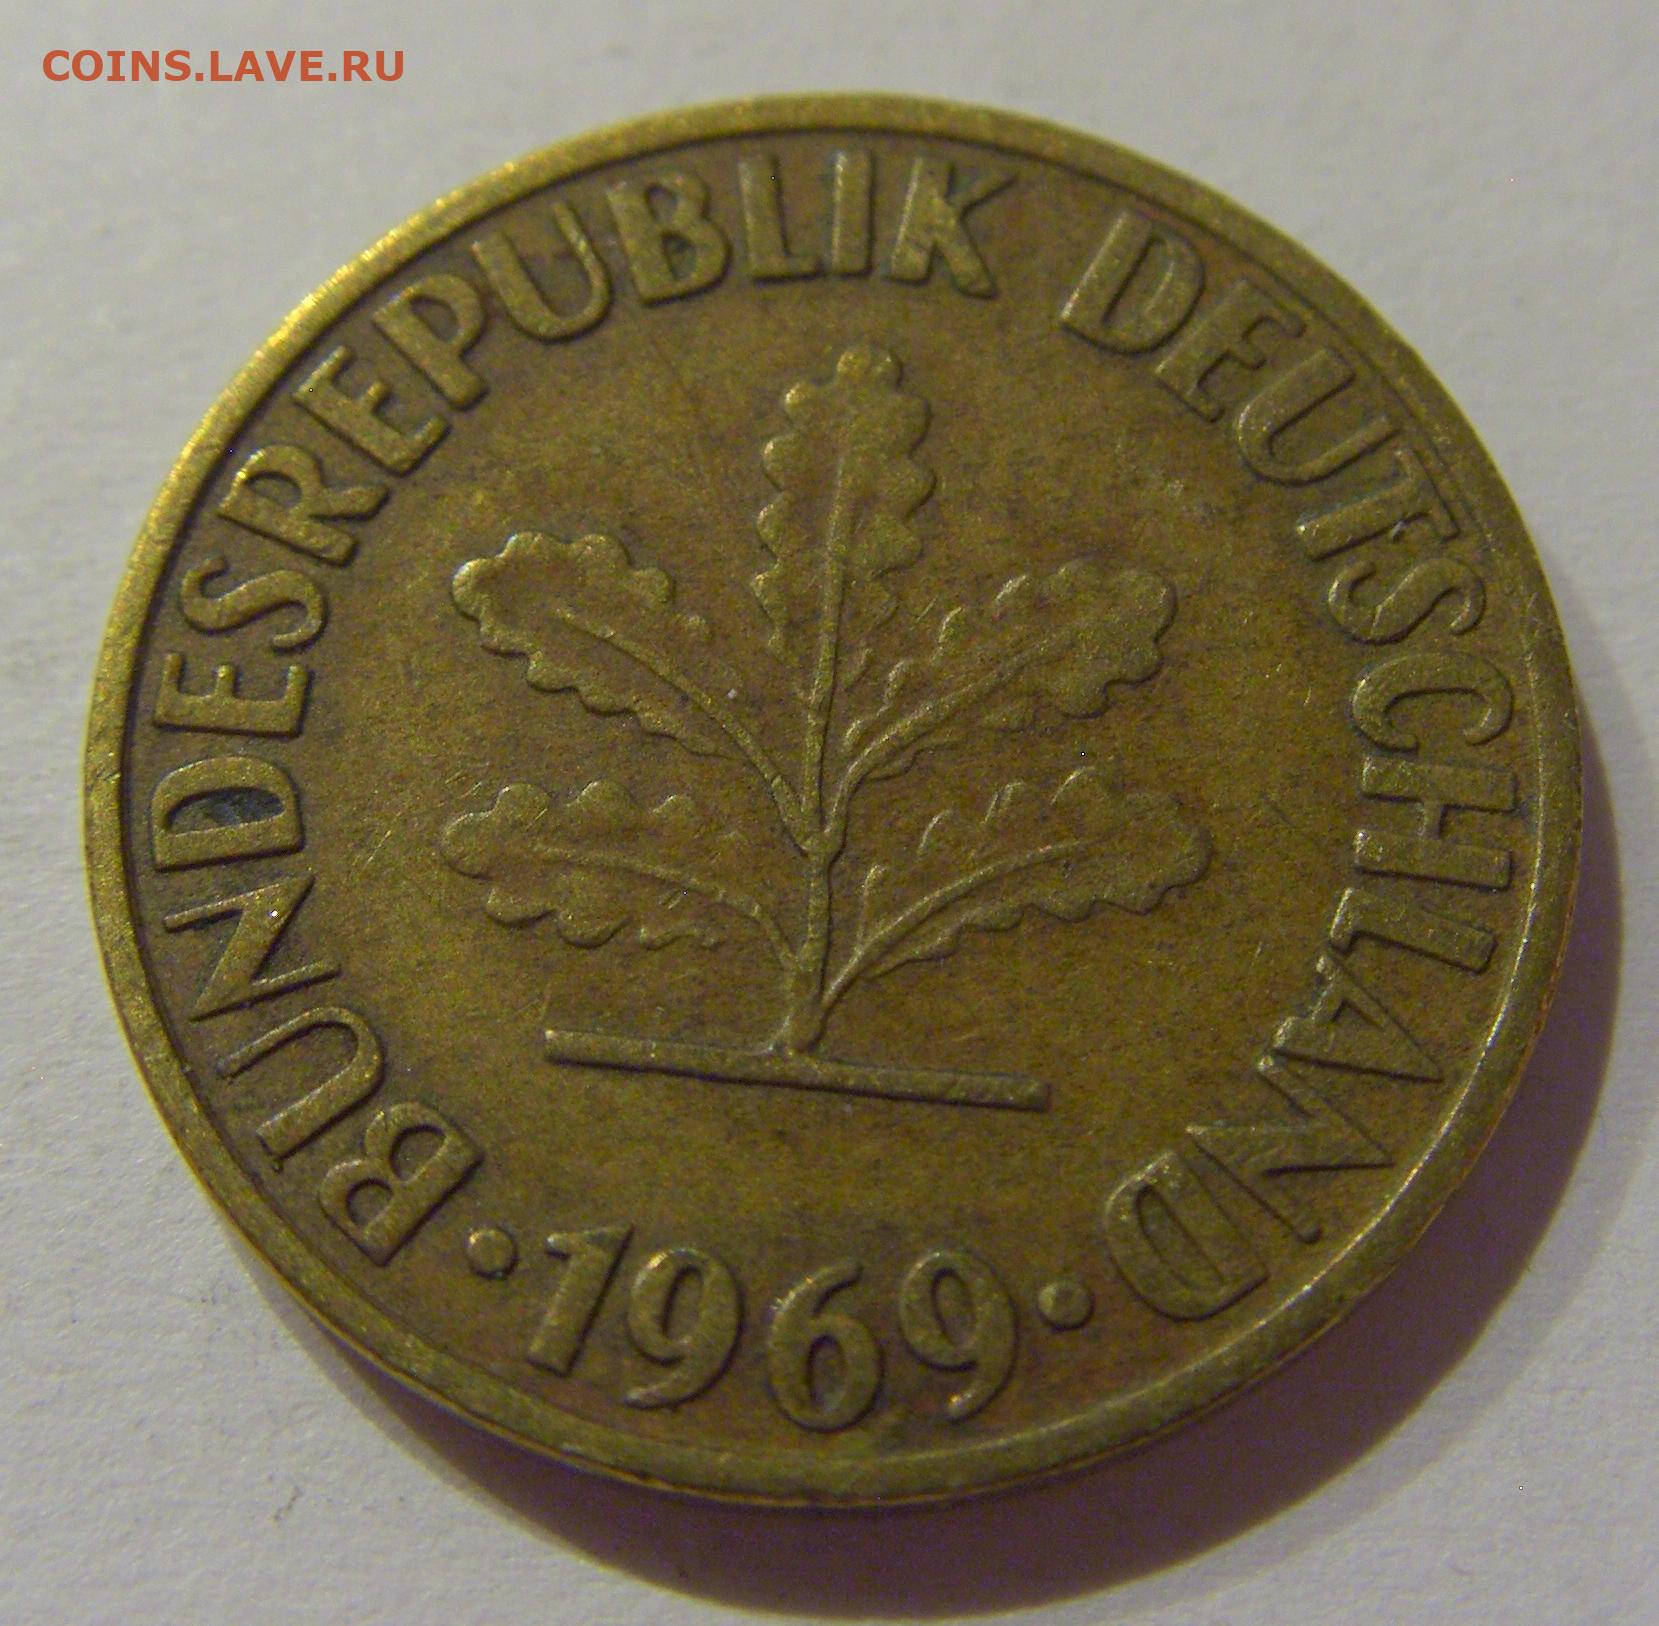 COINS.LAVE.RU
BUNDESREPUBLIK DEUTSCHLAND
· 1969 ·